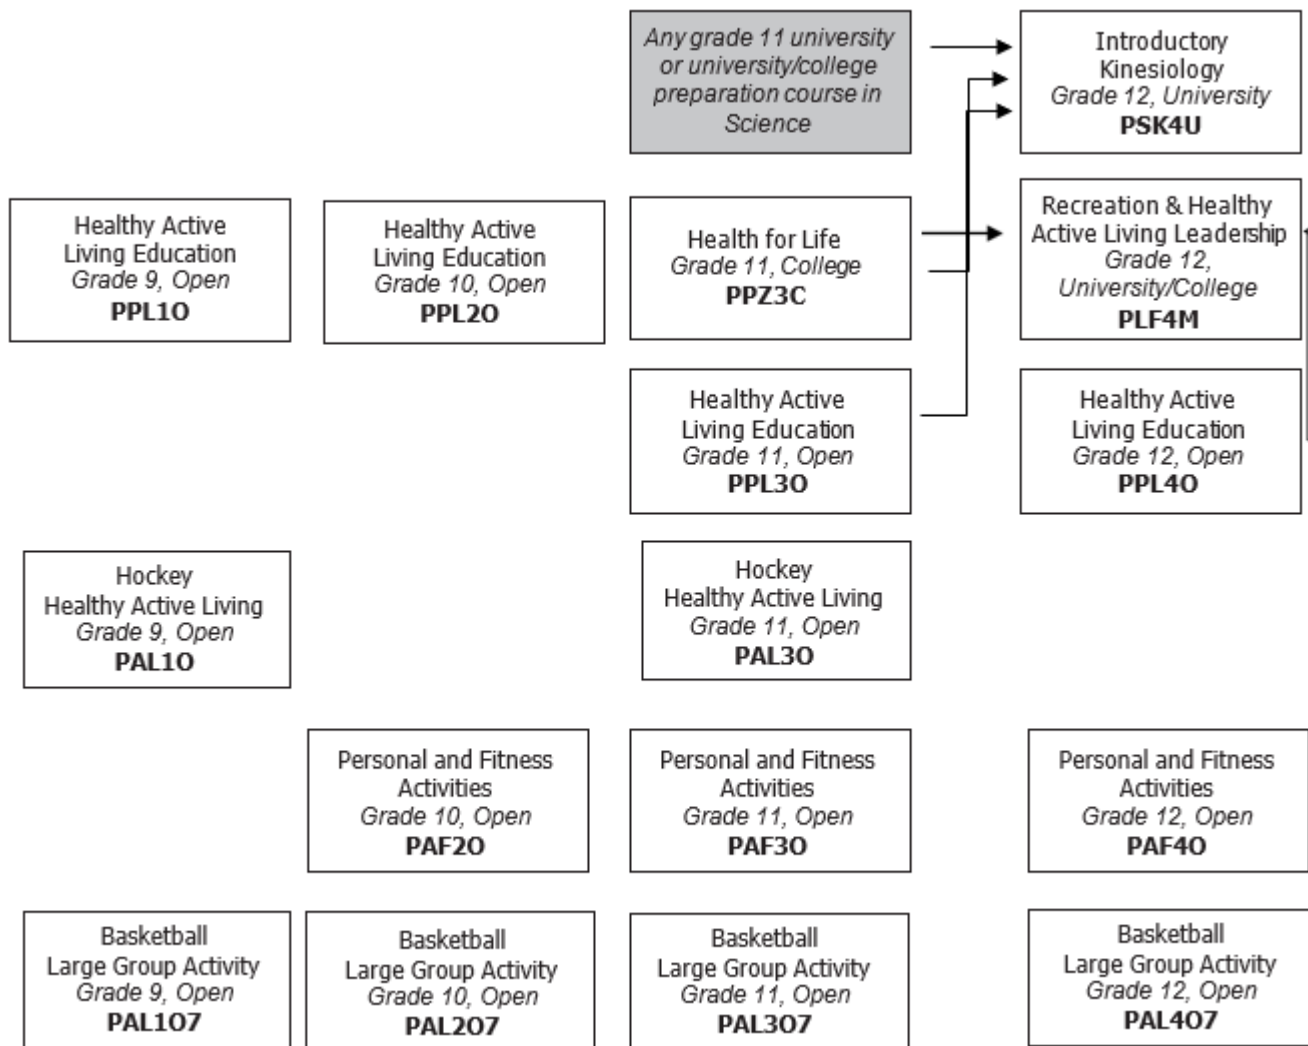 Any grade 11 university
or university/college
preparation course in
Science
Introductory
Kinesiology
Grade 12, University
PSK4U
Healthy Active
Living Education
Grade 9, Open
PPL1O
Healthy Active
Living Education
Grade 10, Open
PPL2O
Health for Life
Grade 11, College
PPZ3C
Recreation & Healthy
Active Living Leadership
Grade 12,
University/College
PLF4M
Healthy Active
Living Education
Grade 11, Open
PPL3O
Healthy Active
Living Education
Grade 12, Open
PPL4O
Hockey
Healthy Active Living
Grade 9, Open
PAL1O
Hockey
Healthy Active Living
Grade 11, Open
PAL3O
Personal and Fitness
Activities
Grade 10, Open
PAF2O
Personal and Fitness
Activities
Grade 11, Open
PAF3O
Personal and Fitness
Activities
Grade 12, Open
PAF4O
Basketball
Large Group Activity
Grade 9, Open
PAL1O7
Basketball
Large Group Activity
Grade 10, Open
PAL2O7
Basketball
Large Group Activity
Grade 11, Open
PAL3O7
Basketball
Large Group Activity
Grade 12, Open
PAL4O7